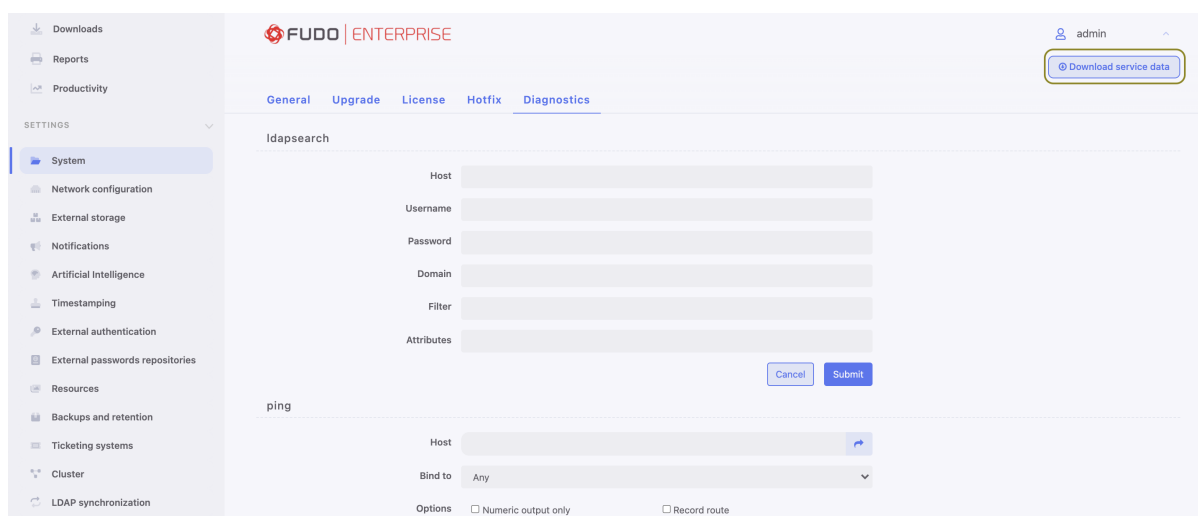 Downloads
Reports
Productivity
SETTINGS
System
Network configuration
External storage
Notifications
Artificial Intelligence
Timestamping
External authentication
External passwords repositories
Resources
Backups and retention
Ticketing systems
Cluster
LDAP synchronization
FUDO ENTERPRISE
admin
Download service data
General Upgrade License Hotfix Diagnostics
ldapsearch
Host
Username
Password
Domain
Filter
Attributes
Cancel Submit
ping
Host
Bind to Any
Options Numeric output only Record route